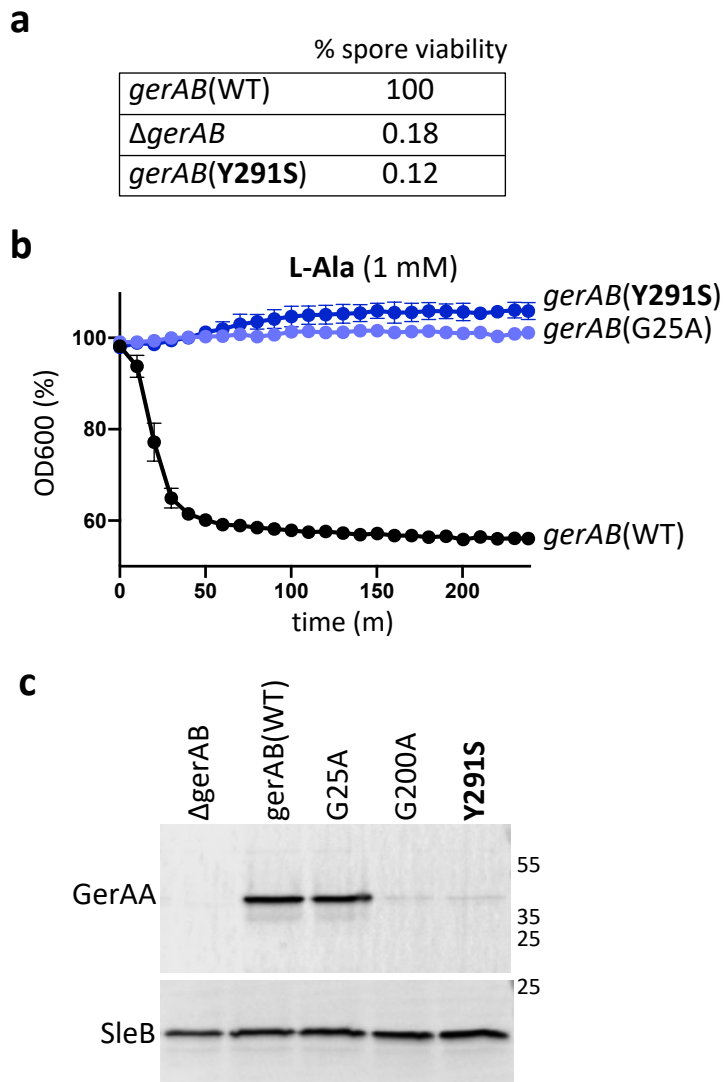 a
% spore viability
gerAB(WT) 100
ΔgerAB 0.18
gerAB(Y291S) 0.12
b
L-Ala (1 mM)
gerAB(Y291S)
gerAB(G25A)
gerAB(WT)
OD600 (%)
100
80
60
0 50 100 150 200
time (m)
c
ΔgerAB
gerAB(WT)
G25A
G200A
Y291S
GerAA
55
35
25
25
SleB